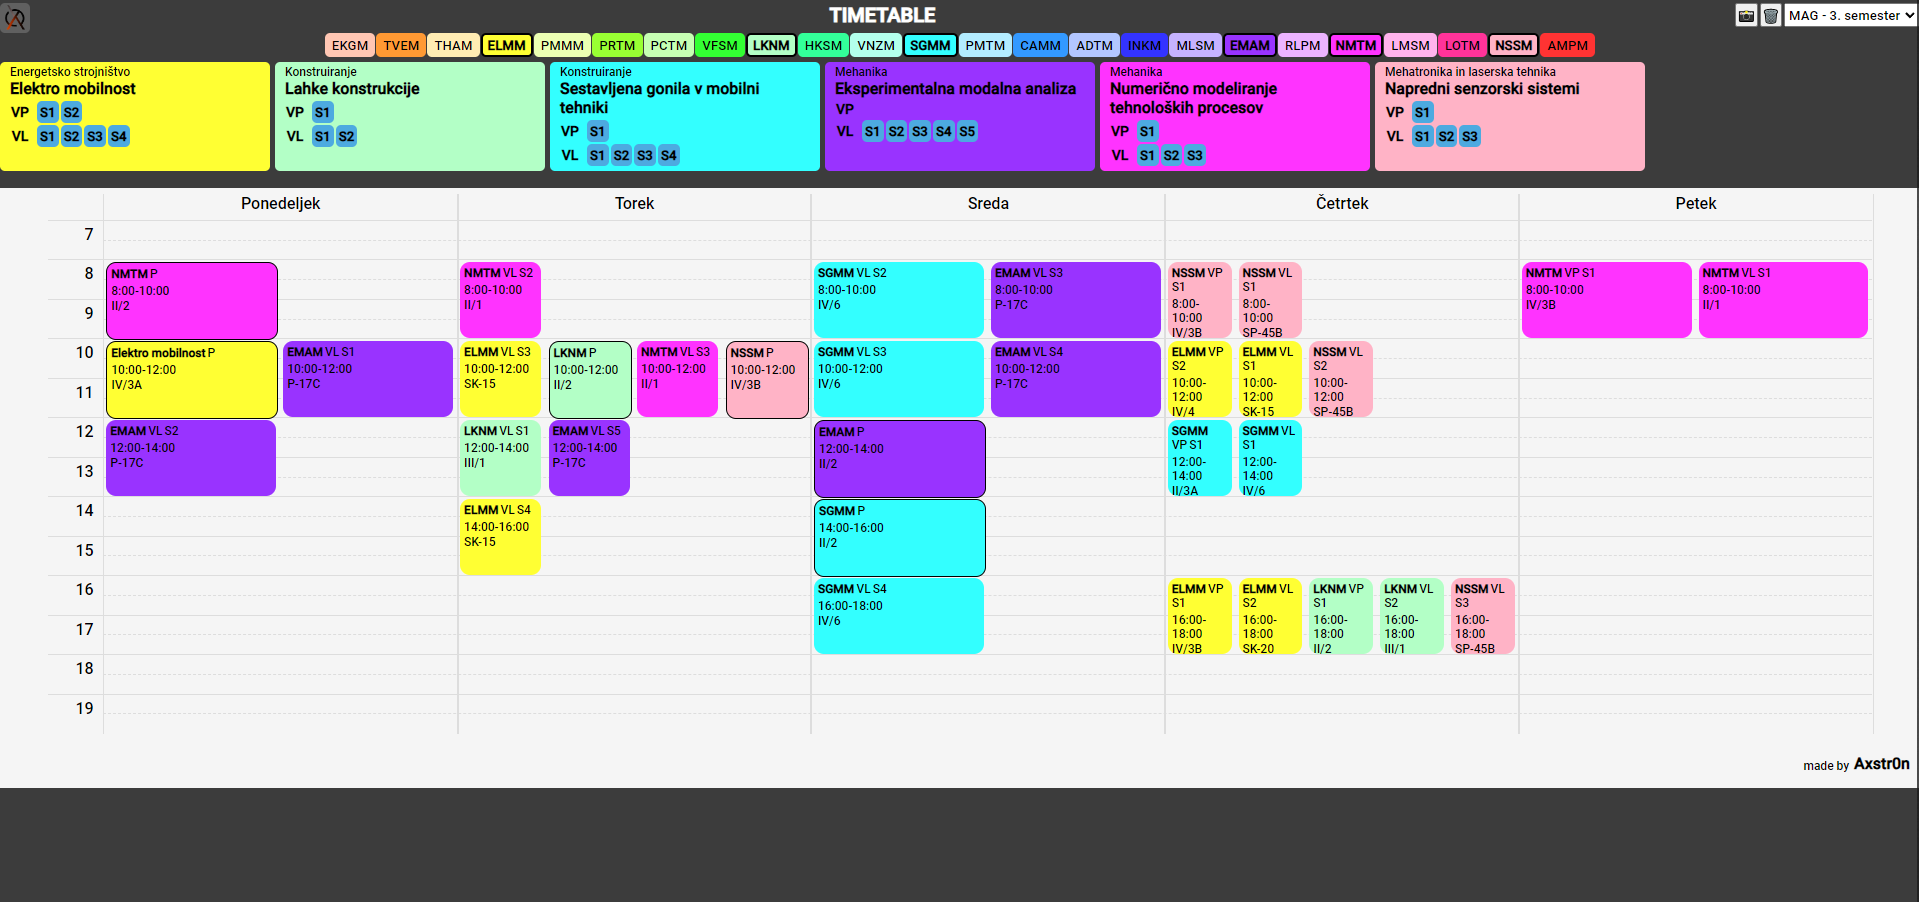 TIMETABLE
MAG - 3. semester
EKGM TVEM THAM ELMM PMMM PRTM PCTM VFSM LKNM HKSM VNZM SGMM PMTM CAMM ADTM INKM MLSM EMAM RLPM NMTM LMSM LOTM NSSM AMPM
Energetsko strojništvo
Elektro mobilnost
VP S1 S2
VL S1 S2 S3 S4
Konstruiranje
Lahke konstrukcije
VP S1
VL S1 S2
Konstruiranje
Sestavljena gonila v mobilni
tehniki
VP S1
VL S1 S2 S3 S4
Mehanika
Eksperimentalna modalna analiza
VP
VL S1 S2 S3 S4 S5
Mehanika
Numerično modeliranje
tehnoloških procesov
VP S1
VL S1 S2 S3
Mehatronika in laserska tehnika
Napredni senzorski sistemi
VP S1
VL S1 S2 S3
Ponedeljek Torek Sreda Četrtek Petek
7
8
9
10
11
12
13
14
15
16
17
18
19
NMTM P
8:00-10:00
II/2
Elektro mobilnost P
10:00-12:00
IV/3A
EMAM VL S1
10:00-12:00
P-17C
EMAM VL S2
12:00-14:00
P-17C
NMTM VL S2
8:00-10:00
II/1
ELMM VL S3
10:00-12:00
SK-15
LKNM P
10:00-12:00
II/2
NMTM VL S3
10:00-12:00
II/1
NSSM P
10:00-12:00
IV/3B
LKNM VL S1
12:00-14:00
III/1
EMAM VL S5
12:00-14:00
P-17C
ELMM VL S4
14:00-16:00
SK-15
SGMM VL S2
8:00-10:00
IV/6
EMAM VL S3
8:00-10:00
P-17C
SGMM VL S3
10:00-12:00
IV/6
EMAM VL S4
10:00-12:00
P-17C
EMAM P
12:00-14:00
II/2
SGMM P
14:00-16:00
II/2
SGMM VL S4
16:00-18:00
IV/6
NSSM VP
S1
8:00-
10:00
IV/3B
NSSM VL
S1
8:00-
10:00
SP-45B
ELMM VP
S2
10:00-
12:00
IV/4
ELMM VL
S1
10:00-
12:00
SK-15
NSSM VL
S2
10:00-
12:00
SP-45B
SGMM
VP S1
12:00-
14:00
II/3A
SGMM VL
S1
12:00-
14:00
IV/6
ELMM VP
S1
16:00-
18:00
IV/3B
ELMM VL
S2
16:00-
18:00
SK-20
LKNM VP
S1
16:00-
18:00
II/2
LKNM VL
S2
16:00-
18:00
III/1
NSSM VL
S3
16:00-
18:00
SP-45B
NMTM VP S1
8:00-10:00
IV/3B
NMTM VL S1
8:00-10:00
II/1
made by Axstr0n